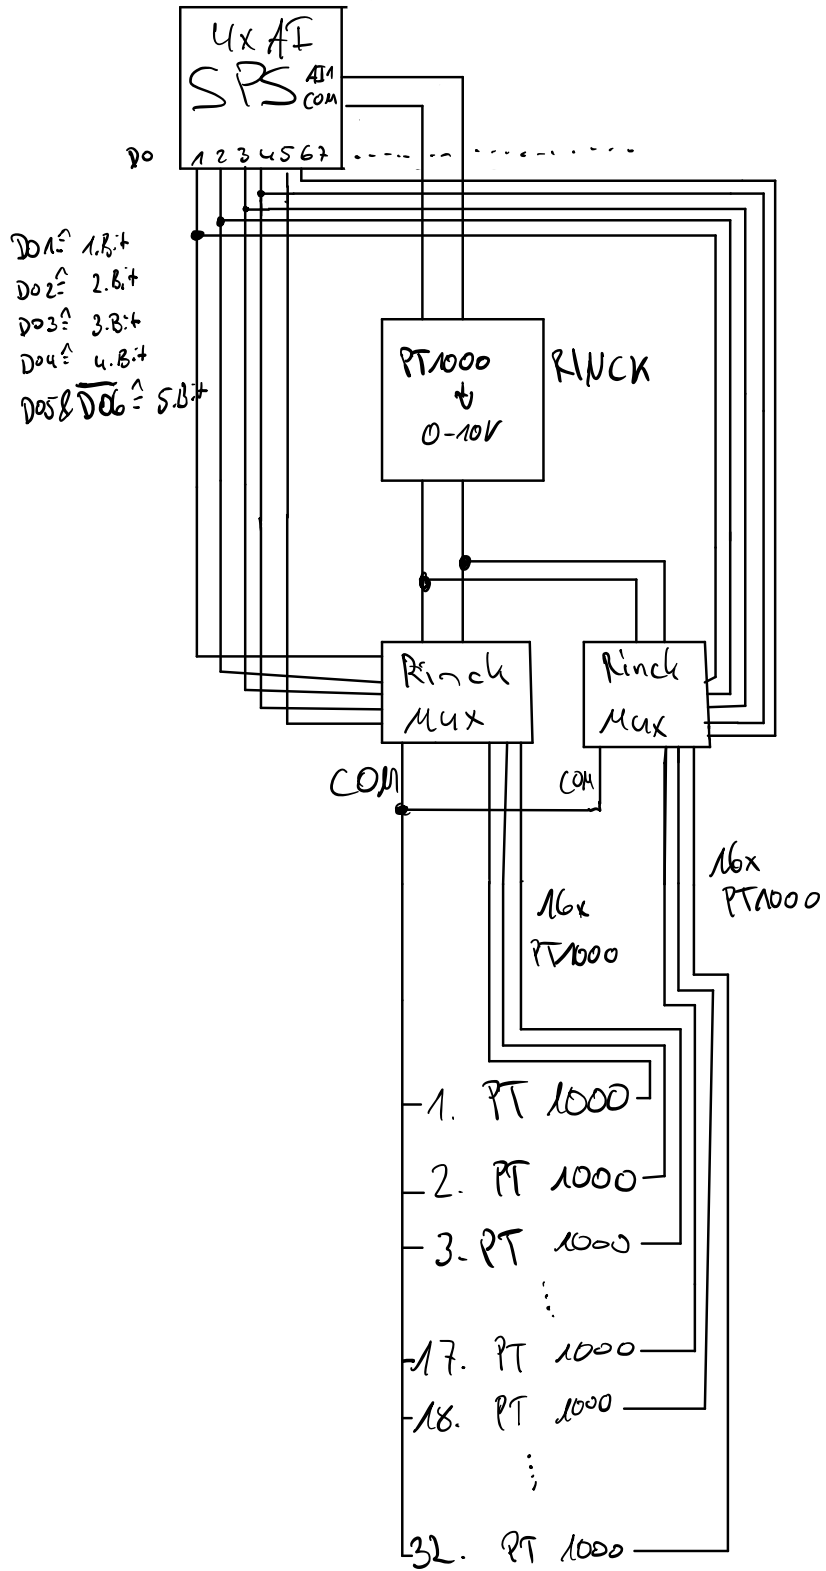 4x AI
SPS AI1
COM
DO 1 2 3 4 5 6 7
DO1≙ 1.Bit
DO2≙ 2.Bit
DO3≙ 3.Bit
DO4≙ 4.Bit
DO5&D̅O̅6̅ ≙ 5.Bit
PT1000
↓
0-10V
RINCK
Rinck
MUX
Rinck
MUX
COM
COM
16x
PT1000
16x
PT1000
1. PT 1000
2. PT 1000
3. PT 1000
17. PT 1000
18. PT 1000
32. PT 1000